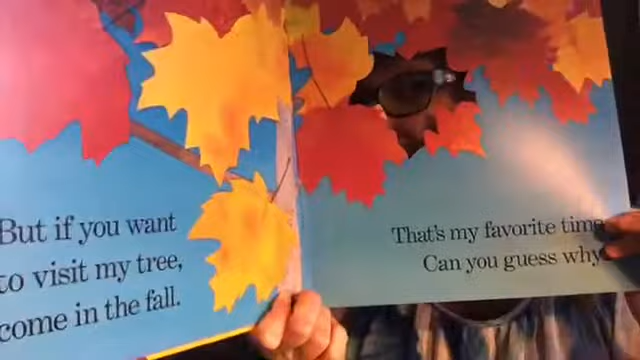 But if you want
to visit my tree,
come in the fall.
That's my favorite time
Can you guess why